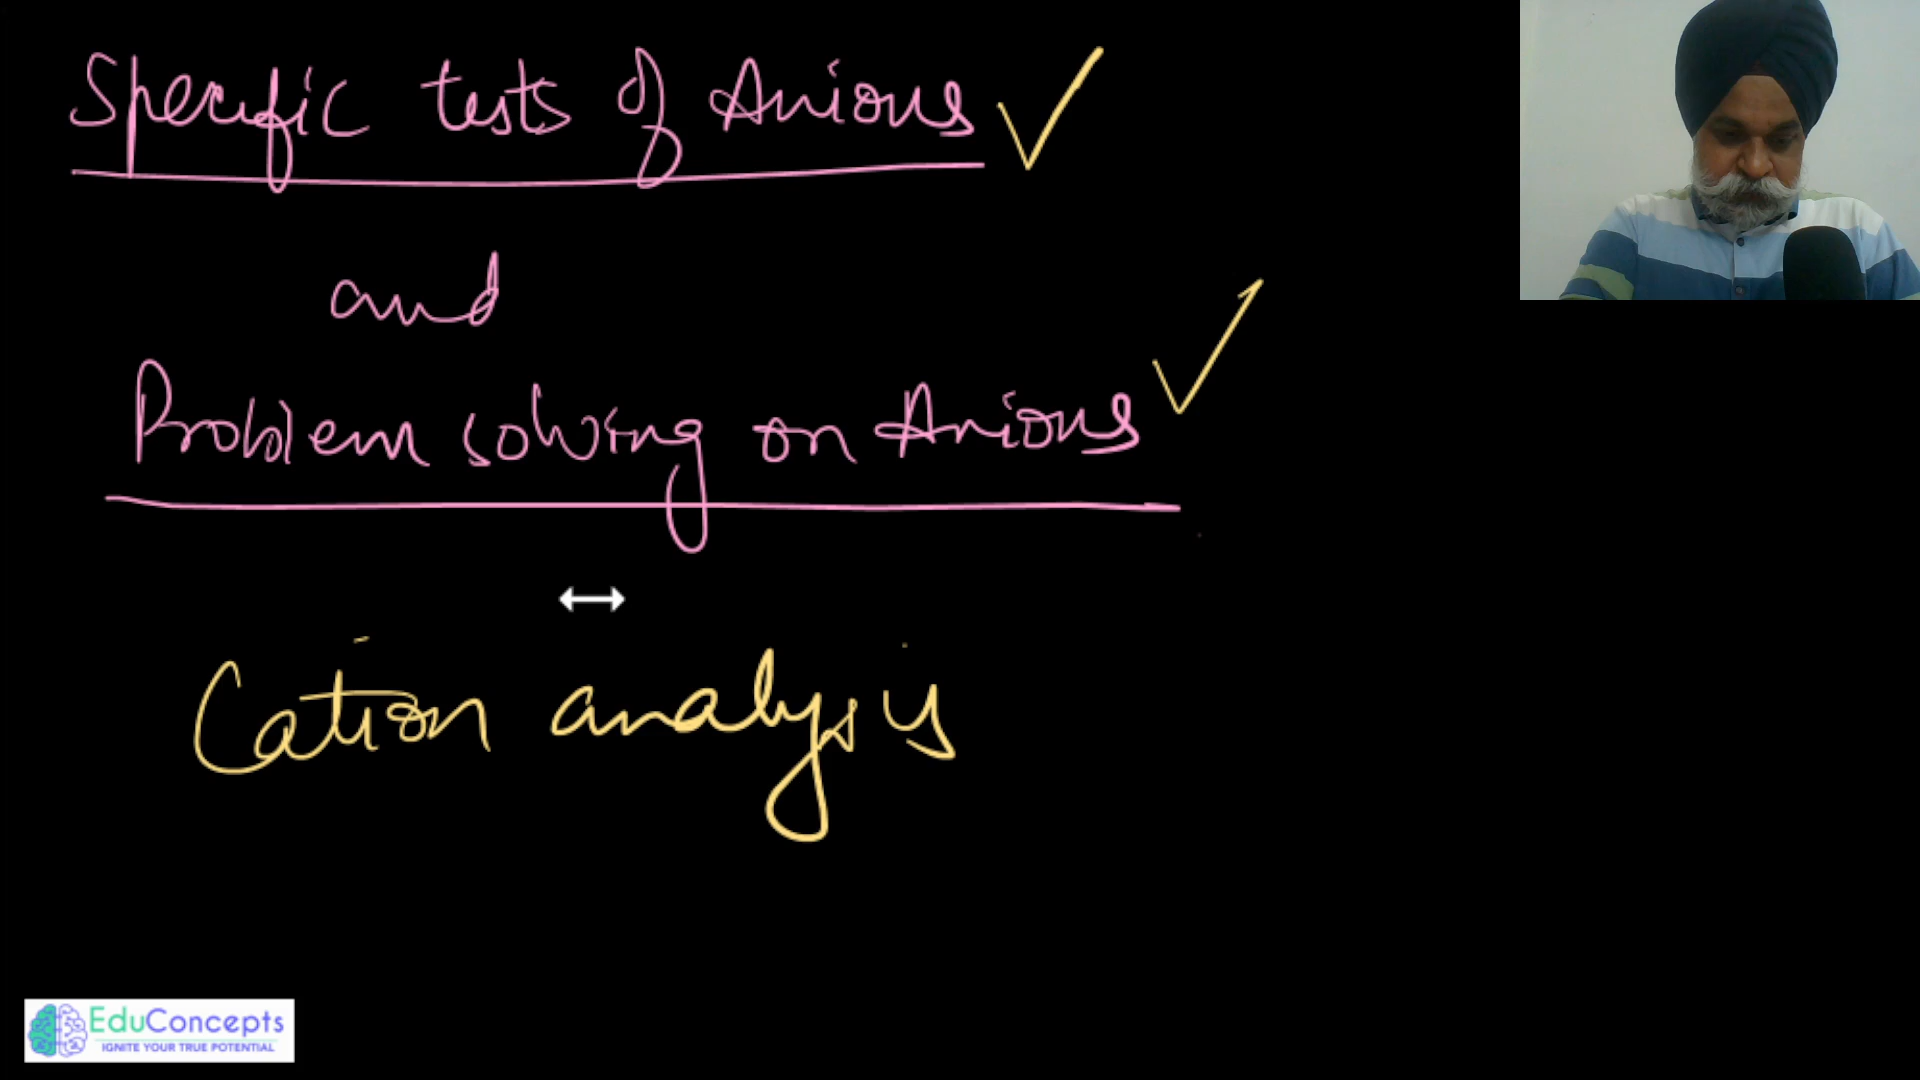 Specific tests of Anions
and
Problem solving on Anions
Cation analysis
EduConcepts
IGNITE YOUR TRUE POTENTIAL